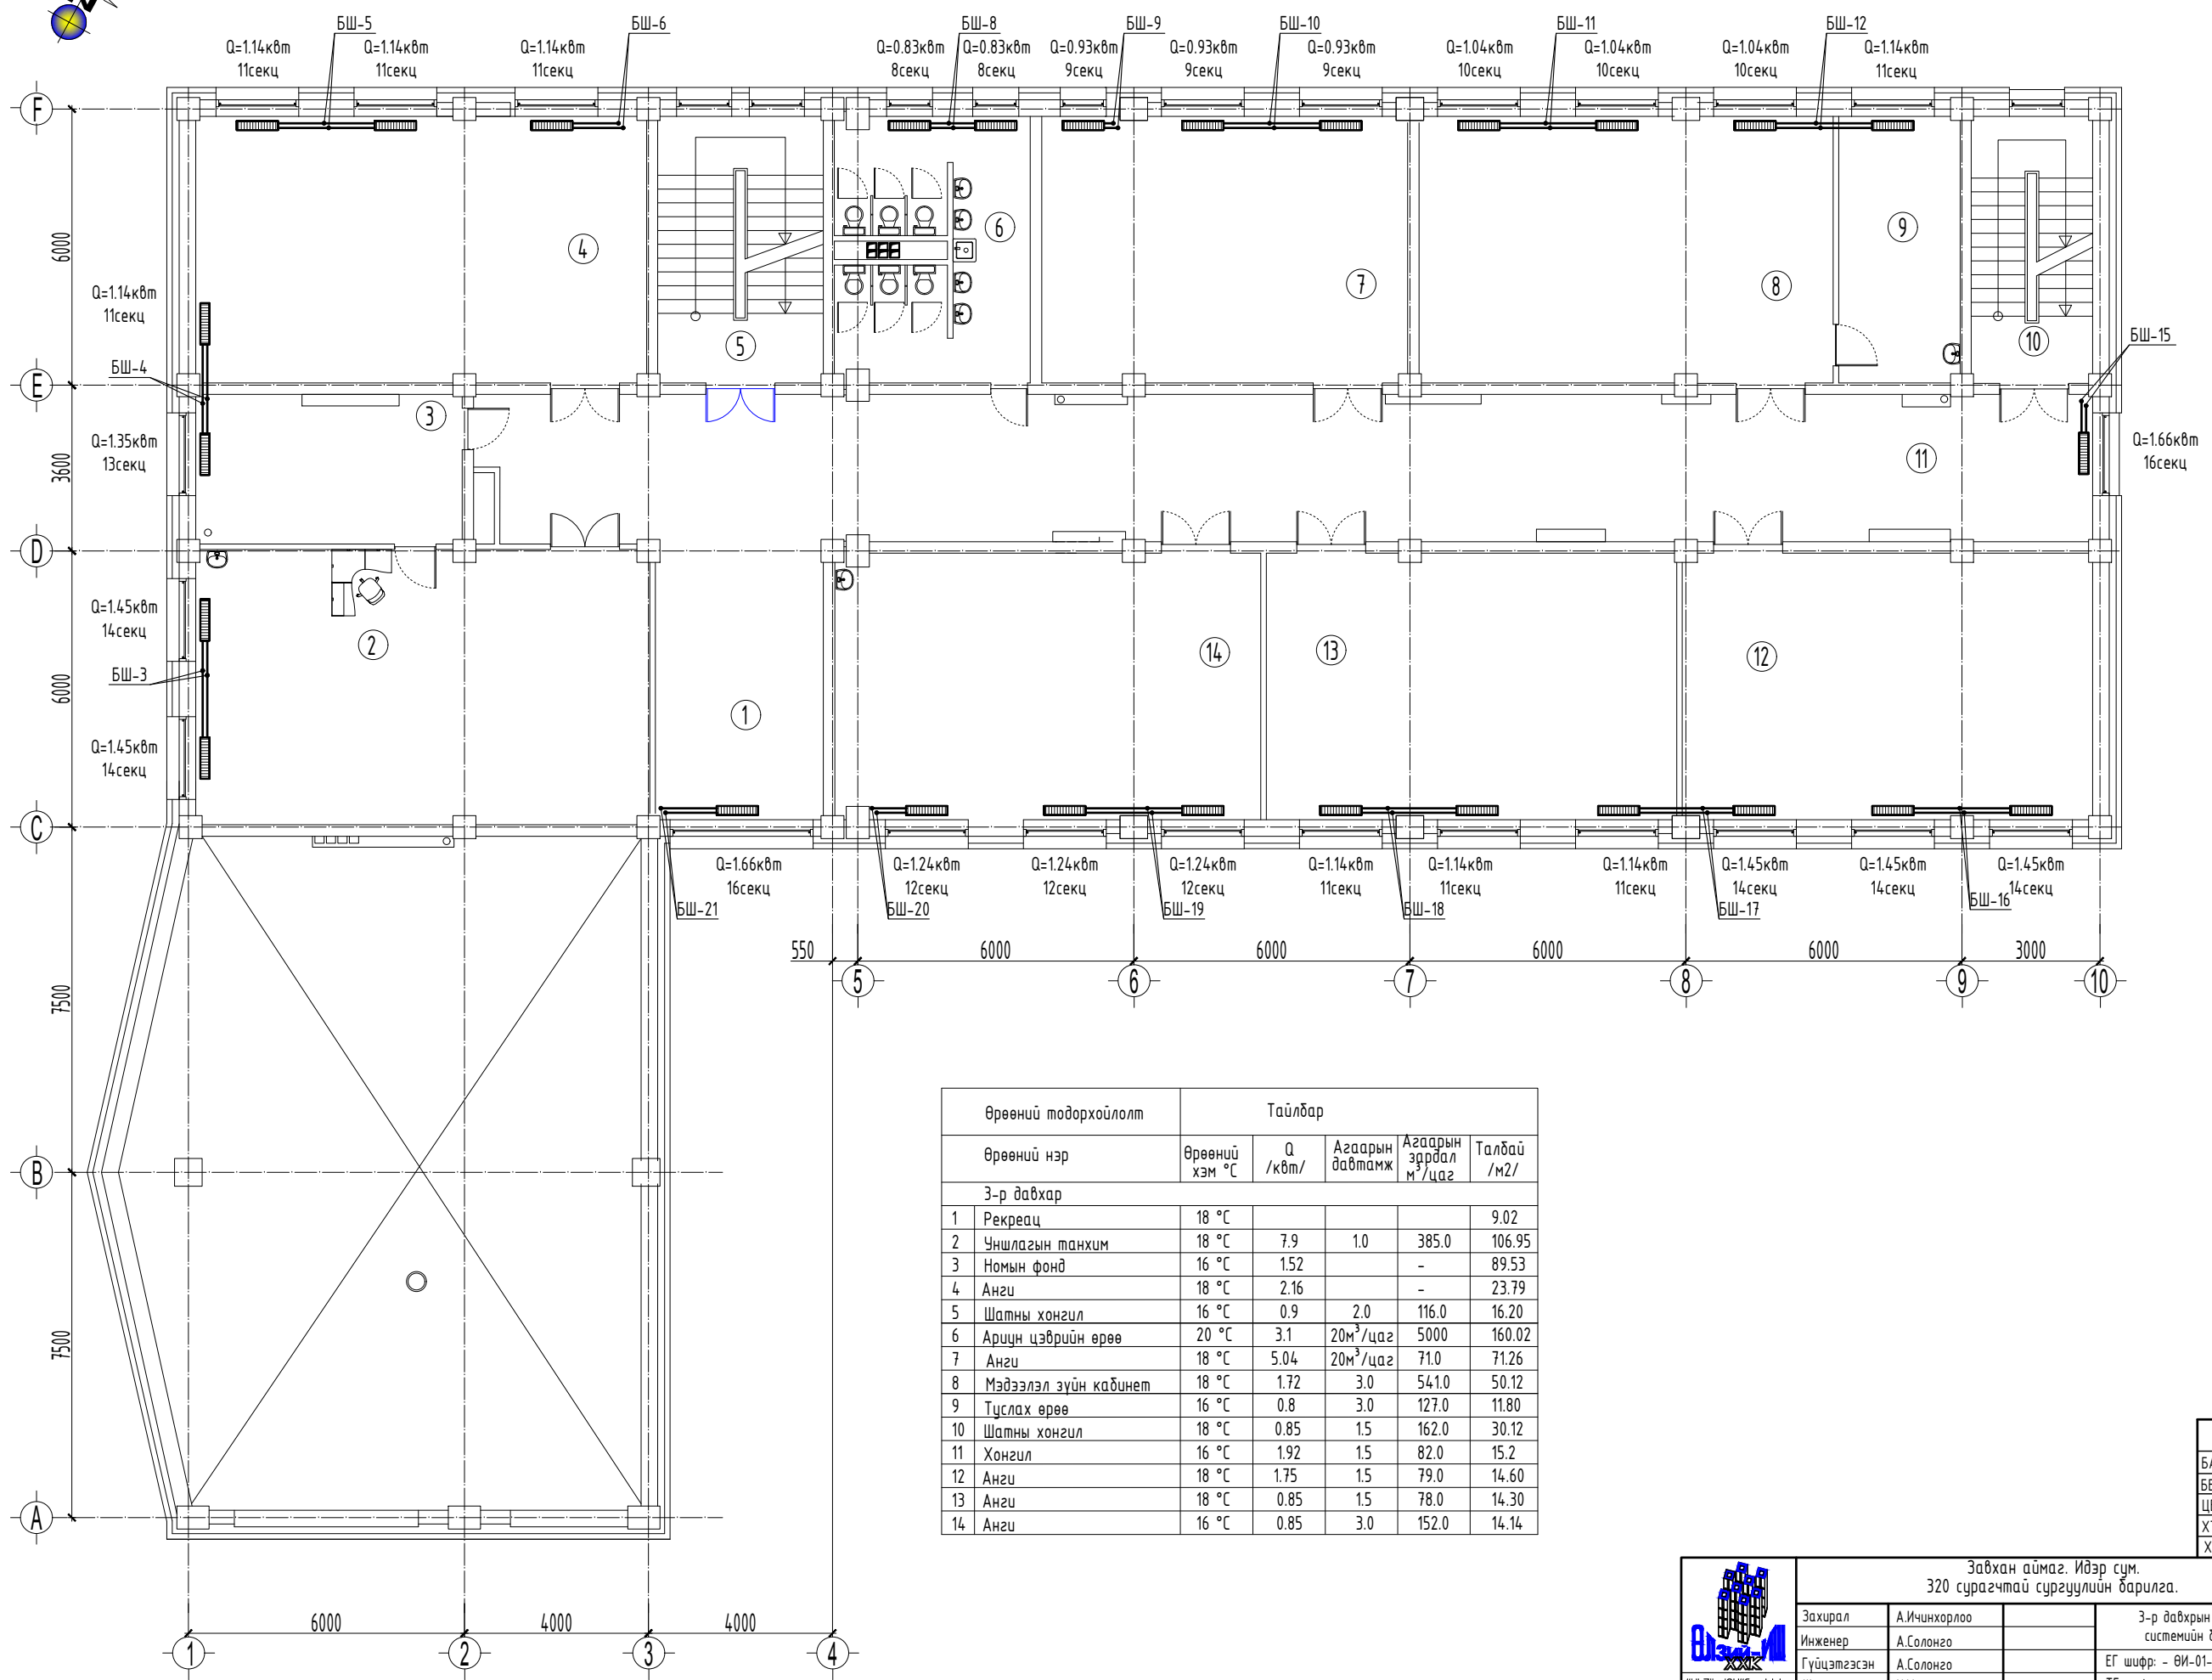 БШ-5
БШ-6
БШ-8
БШ-9
БШ-10
БШ-11
БШ-12
Q=1.14квт
Q=1.14квт
Q=1.14квт
Q=0.83квт
Q=0.83квт
Q=0.93квт
Q=0.93квт
Q=0.93квт
Q=1.04квт
Q=1.04квт
Q=1.04квт
Q=1.14квт
11секц
11секц
11секц
8секц
8секц
9секц
9секц
9секц
10секц
10секц
10секц
11секц
F
6000
4
5
6
7
8
9
10
Q=1.14квт
11секц
БШ-4
БШ-15
E
3
Q=1.35квт
13секц
3600
11
Q=1.66квт
16секц
D
Q=1.45квт
14секц
2
БШ-3
6000
1
14
13
12
Q=1.45квт
14секц
C
Q=1.66квт
16секц
Q=1.24квт
12секц
Q=1.24квт
12секц
Q=1.24квт
12секц
Q=1.14квт
11секц
Q=1.14квт
11секц
Q=1.14квт
11секц
Q=1.45квт
14секц
Q=1.45квт
14секц
Q=1.45квт
14секц
БШ-21
БШ-20
БШ-19
БШ-18
БШ-17
БШ-16
550
6000
6000
6000
6000
3000
5
6
7
8
9
10
7500
B
7500
A
Өрөөний тодорхойлолт
Тайлбар
Өрөөний нэр
Өрөөний хэм °C
Q /квт/
Агаарын давтамж
Агаарын зардал м³/цаг
Талбай /м2/
3-р давхар
1 Рекреац 18 °C 9.02
2 Уншлагын танхим 18 °C 7.9 1.0 385.0 106.95
3 Номын фонд 16 °C 1.52 - 89.53
4 Анги 18 °C 2.16 - 23.79
5 Шатны хонгил 16 °C 0.9 2.0 116.0 16.20
6 Ариун цэврийн өрөө 20 °C 3.1 20м³/цаг 5000 160.02
7 Анги 18 °C 5.04 20м³/цаг 71.0 71.26
8 Мэдээлэл зүйн кабинет 18 °C 1.72 3.0 541.0 50.12
9 Туслах өрөө 16 °C 0.8 3.0 127.0 11.80
10 Шатны хонгил 18 °C 0.85 1.5 162.0 30.12
11 Хонгил 16 °C 1.92 1.5 82.0 15.2
12 Анги 18 °C 1.75 1.5 79.0 14.60
13 Анги 18 °C 0.85 1.5 78.0 14.30
14 Анги 16 °C 0.85 3.0 152.0 14.14
6000
4000
4000
1
2
3
4
Завхан аймаг. Идэр сум.
320 сурагчтай сургуулийн барилга.
Захирал А.Ичинхорлоо
Инженер А.Солонго
Гүйцэтгэсэн А.Солонго
3-р давхрын
системийн
ЕГ шифр: - ӨИ-01-
Өлзий-ИЧ
ХХК